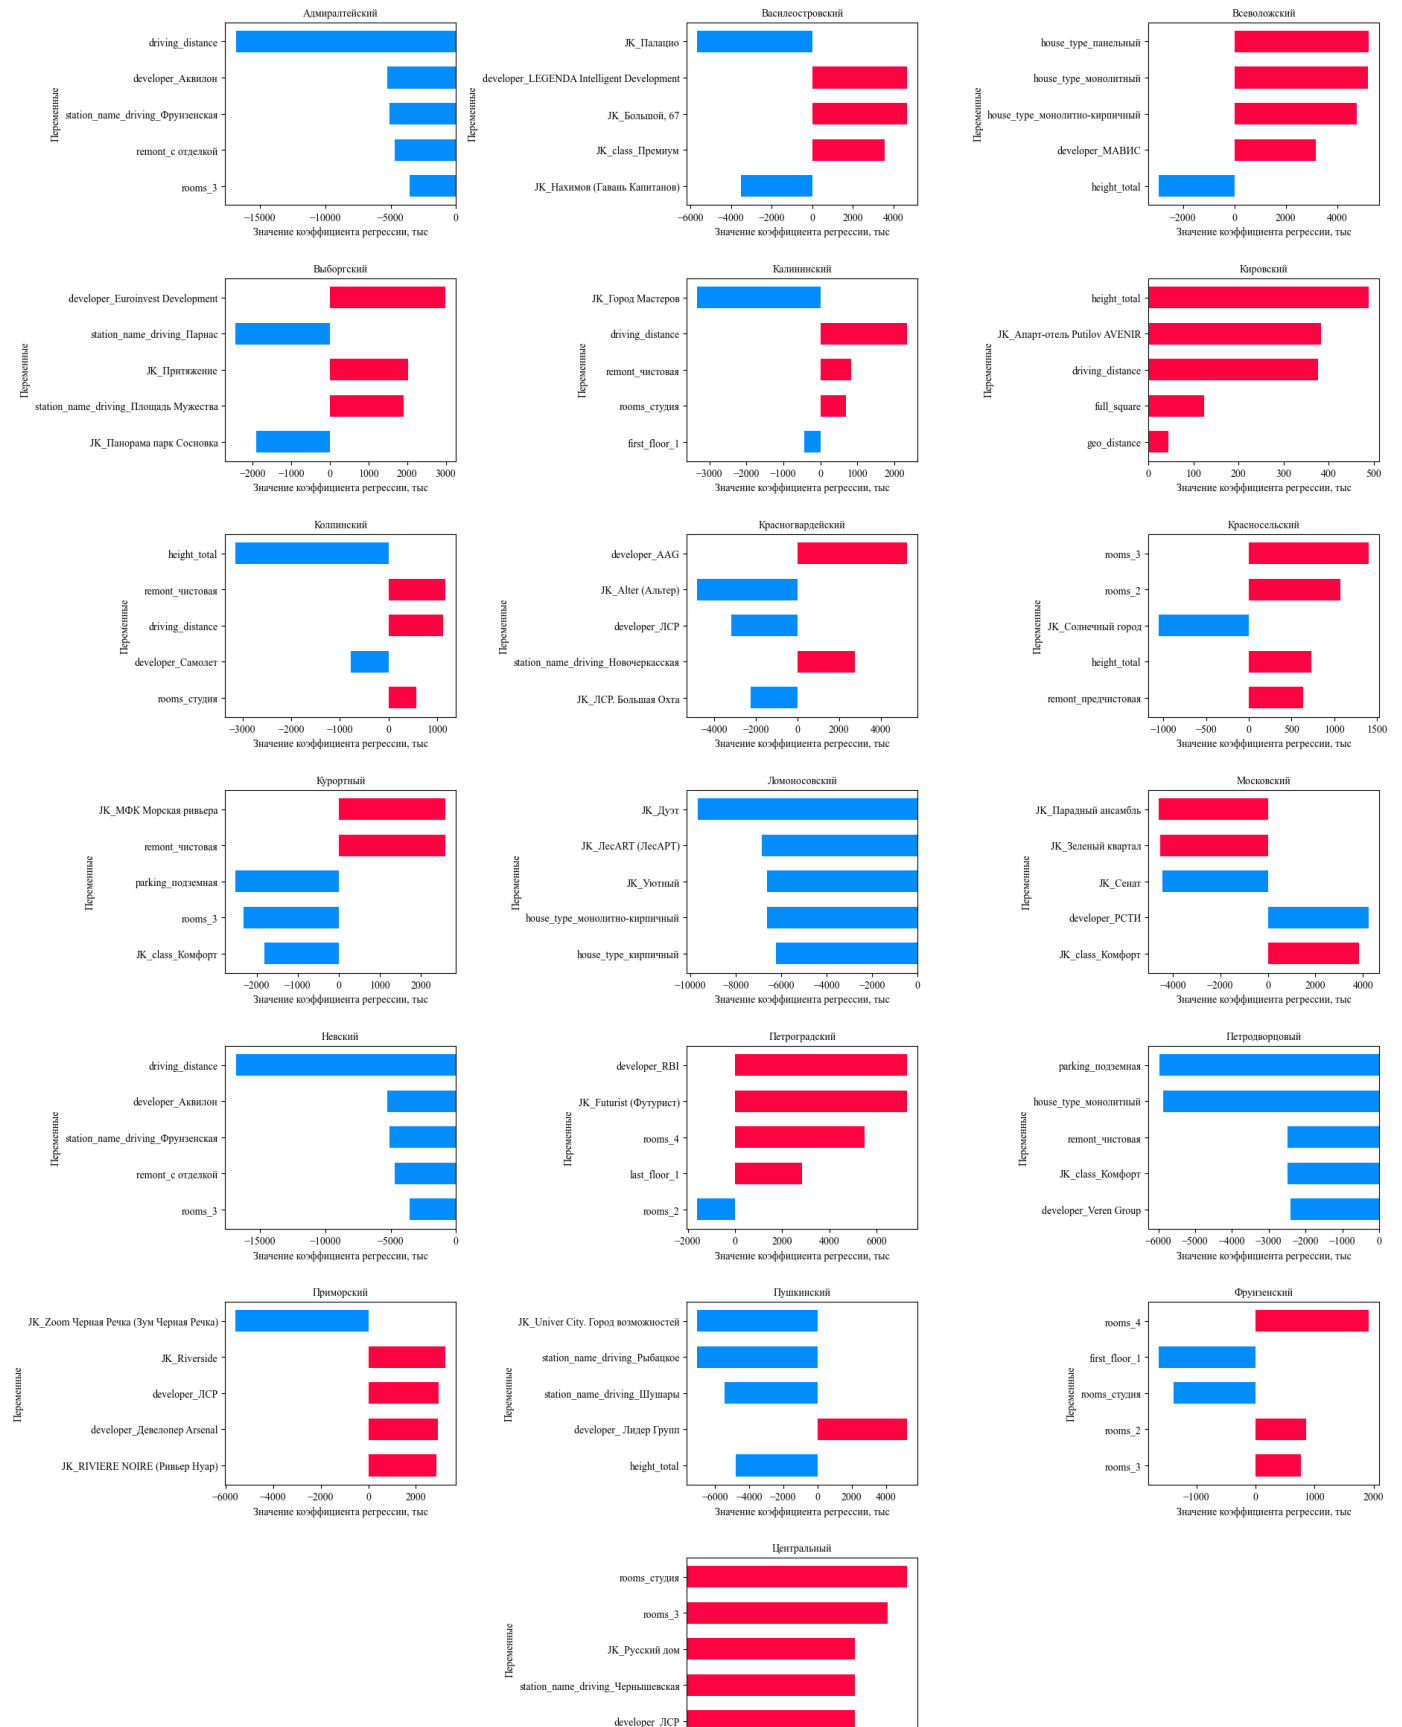 Адмиралтейский
Переменные
driving_distance
developer_Аквилон
station_name_driving_Фрунзенская
remont_с отделкой
rooms_3
−15000 −10000 −5000 0
Значение коэффициента регрессии, тыс
Василеостровский
Переменные
JK_Палацио
developer_LEGENDA Intelligent Development
JK_Большой, 67
JK_class_Премиум
JK_Нахимов (Гавань Капитанов)
−6000 −4000 −2000 0 2000 4000
Значение коэффициента регрессии, тыс
Всеволожский
Переменные
house_type_панельный
house_type_монолитный
house_type_монолитно-кирпичный
developer_МАВИС
height_total
−2000 0 2000 4000
Значение коэффициента регрессии, тыс
Выборгский
Переменные
developer_Euroinvest Development
station_name_driving_Парнас
JK_Притяжение
station_name_driving_Площадь Мужества
JK_Панорама парк Сосновка
−2000 −1000 0 1000 2000 3000
Значение коэффициента регрессии, тыс
Калининский
Переменные
JK_Город Мастеров
driving_distance
remont_чистовая
rooms_студия
first_floor_1
−3000 −2000 −1000 0 1000 2000
Значение коэффициента регрессии, тыс
Кировский
Переменные
height_total
JK_Апарт-отель Putilov AVENIR
driving_distance
full_square
geo_distance
0 100 200 300 400 500
Значение коэффициента регрессии, тыс
Колпинский
Переменные
height_total
remont_чистовая
driving_distance
developer_Самолет
rooms_студия
−3000 −2000 −1000 0 1000
Значение коэффициента регрессии, тыс
Красногвардейский
Переменные
developer_AAG
JK_Alter (Альтер)
developer_ЛСР
station_name_driving_Новочеркасская
JK_ЛСР. Большая Охта
−4000 −2000 0 2000 4000
Значение коэффициента регрессии, тыс
Красносельский
Переменные
rooms_3
rooms_2
JK_Солнечный город
height_total
remont_предчистовая
−1000 −500 0 500 1000 1500
Значение коэффициента регрессии, тыс
Курортный
Переменные
JK_МФК Морская ривьера
remont_чистовая
parking_подземная
rooms_3
JK_class_Комфорт
−2000 −1000 0 1000 2000
Значение коэффициента регрессии, тыс
Ломоносовский
Переменные
JK_Дуэт
JK_ЛесART (ЛесАРТ)
JK_Уютный
house_type_монолитно-кирпичный
house_type_кирпичный
−10000 −8000 −6000 −4000 −2000 0
Значение коэффициента регрессии, тыс
Московский
Переменные
JK_Парадный ансамбль
JK_Зеленый квартал
JK_Сенат
developer_РСТИ
JK_class_Комфорт
−4000 −2000 0 2000 4000
Значение коэффициента регрессии, тыс
Невский
Переменные
driving_distance
developer_Аквилон
station_name_driving_Фрунзенская
remont_с отделкой
rooms_3
−15000 −10000 −5000 0
Значение коэффициента регрессии, тыс
Петроградский
Переменные
developer_RBI
JK_Futurist (Футурист)
rooms_4
last_floor_1
rooms_2
−2000 0 2000 4000 6000
Значение коэффициента регрессии, тыс
Петродворцовый
Переменные
parking_подземная
house_type_монолитный
remont_чистовая
JK_class_Комфорт
developer_Veren Group
−6000 −5000 −4000 −3000 −2000 −1000 0
Значение коэффициента регрессии, тыс
Приморский
Переменные
JK_Zoom Черная Речка (Зум Черная Речка)
JK_Riverside
developer_ЛСР
developer_Девелопер Arsenal
JK_RIVIERE NOIRE (Ривьер Нуар)
−6000 −4000 −2000 0 2000
Значение коэффициента регрессии, тыс
Пушкинский
Переменные
JK_Univer City. Город возможностей
station_name_driving_Рыбацкое
station_name_driving_Шушары
developer_ Лидер Групп
height_total
−6000 −4000 −2000 0 2000 4000
Значение коэффициента регрессии, тыс
Фрунзенский
Переменные
rooms_4
first_floor_1
rooms_студия
rooms_2
rooms_3
−1000 0 1000 2000
Значение коэффициента регрессии, тыс
Центральный
Переменные
rooms_студия
rooms_3
JK_Русский дом
station_name_driving_Чернышевская
developer_ЛСР